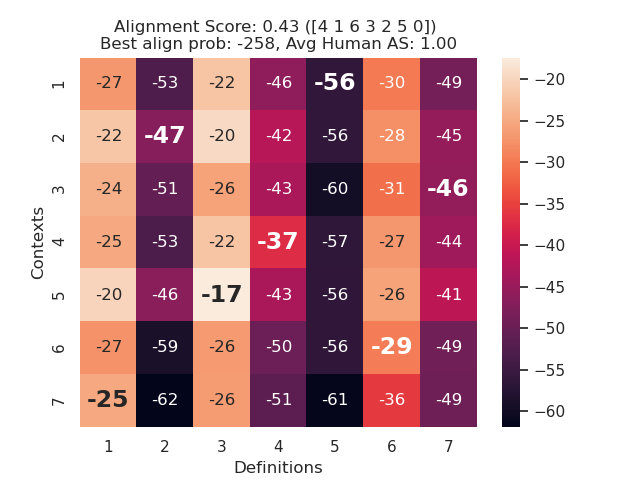 Alignment Score: 0.43 ([4 1 6 3 2 5 0])
Best align prob: -258, Avg Human AS: 1.00
1 -27 -53 -22 -46 -56 -30 -49
2 -22 -47 -20 -42 -56 -28 -45
3 -24 -51 -26 -43 -60 -31 -46
4 -25 -53 -22 -37 -57 -27 -44
5 -20 -46 -17 -43 -56 -26 -41
6 -27 -59 -26 -50 -56 -29 -49
7 -25 -62 -26 -51 -61 -36 -49
Contexts
1 2 3 4 5 6 7
Definitions
−20
−25
−30
−35
−40
−45
−50
−55
−60